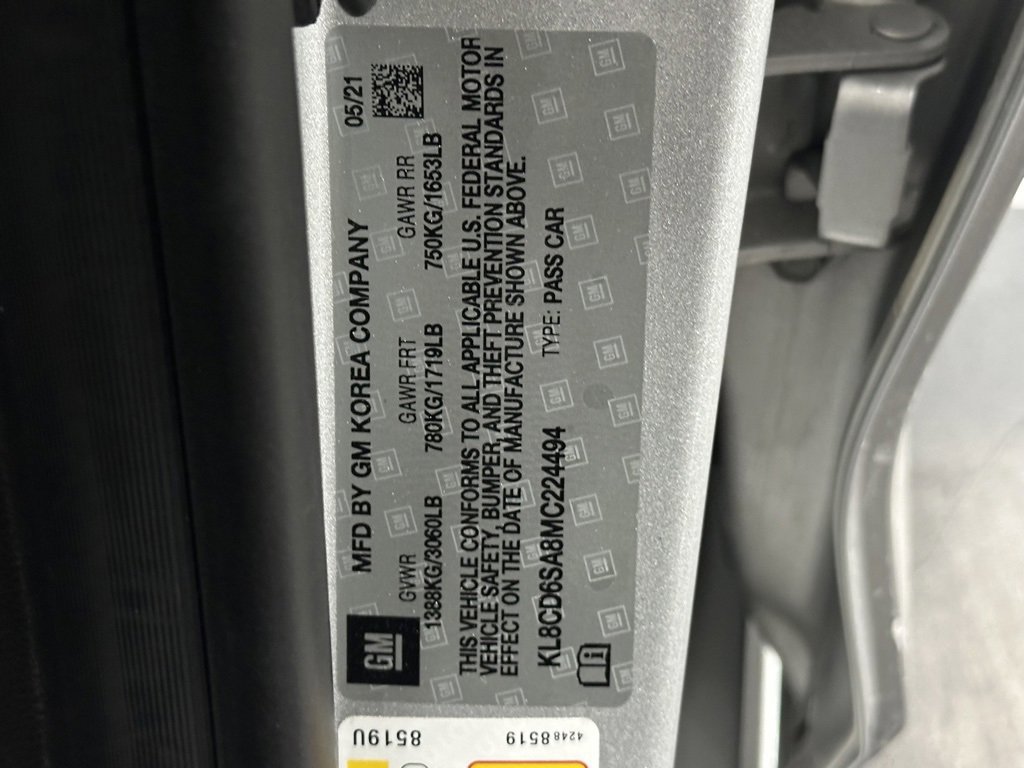 GM
MFD BY GM KOREA COMPANY
05/21
GVWR
GAWR FRT
GAWR RR
1388KG/3060LB
780KG/1719LB
750KG/1653LB
THIS VEHICLE CONFORMS TO ALL APPLICABLE U.S. FEDERAL MOTOR
VEHICLE SAFETY, BUMPER, AND THEFT PREVENTION STANDARDS IN
EFFECT ON THE DATE OF MANUFACTURE SHOWN ABOVE.
KL8CD6SA8MC224494
TYPE: PASS CAR
8519U
42488519